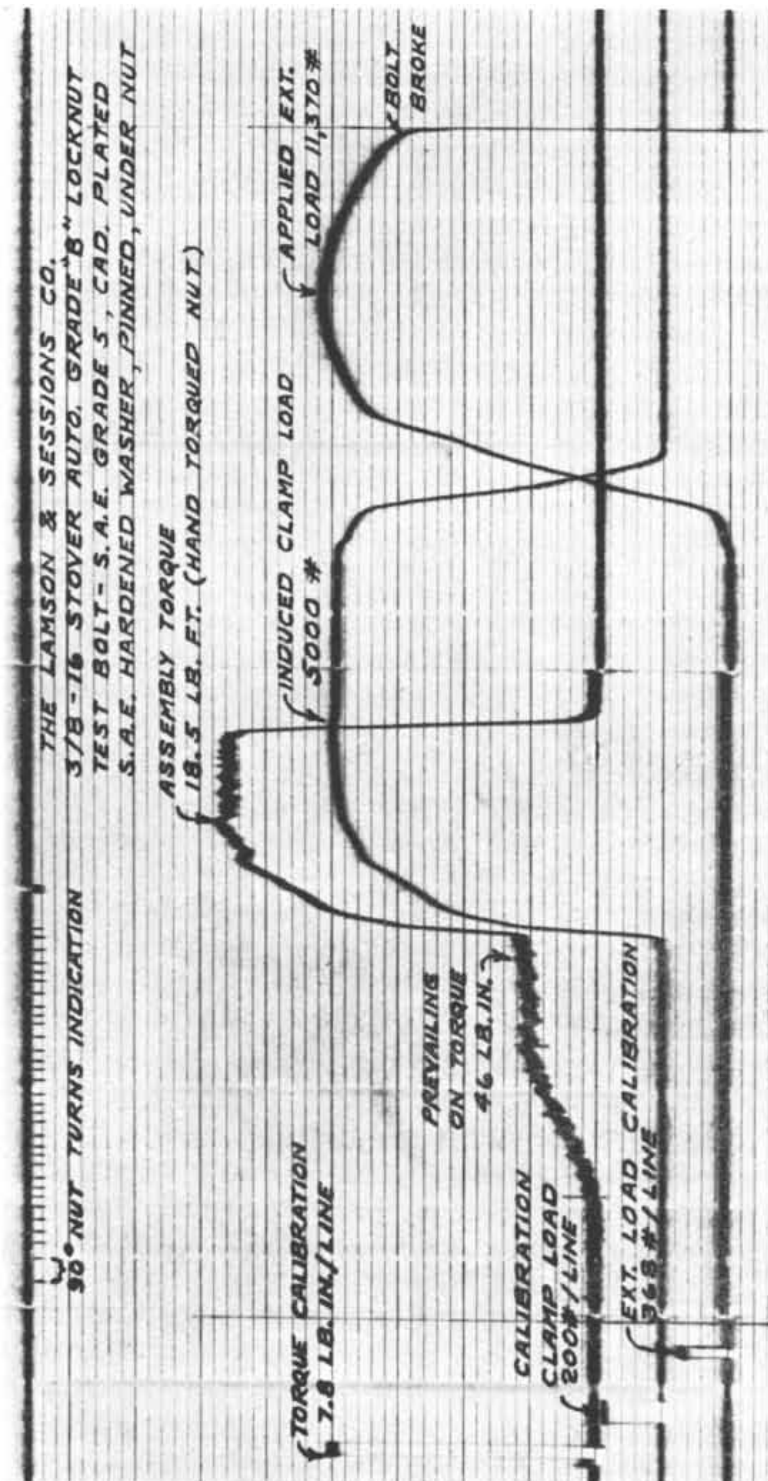 THE LAMSON & SESSIONS CO.
3/8-16 STOVER AUTO. GRADE "B" LOCKNUT
TEST BOLT - S.A.E. GRADE 5, CAD. PLATED
S.A.E. HARDENED WASHER, PINNED, UNDER NUT
90° NUT TURNS INDICATION
ASSEMBLY TORQUE
18.5 LB. FT. (HAND TORQUED NUT)
TORQUE CALIBRATION
7.8 LB. IN./LINE
INDUCED CLAMP LOAD
5000 #
APPLIED EXT.
LOAD 11,370 #
BOLT
BROKE
PREVAILING
ON TORQUE
46 LB. IN.
CALIBRATION
CLAMP LOAD
200#/LINE
EXT. LOAD CALIBRATION
368 #/LINE